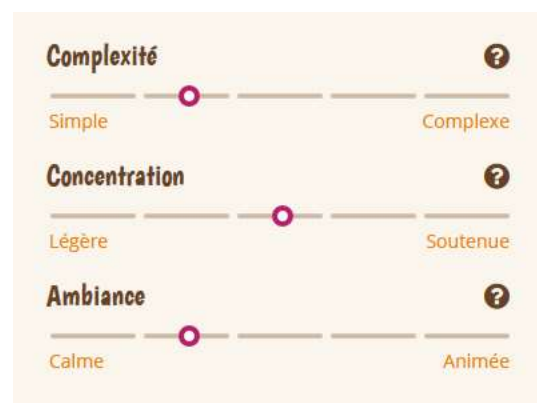 Complexité ?
Simple Complexe
Concentration ?
Légère Soutenue
Ambiance ?
Calme Animée